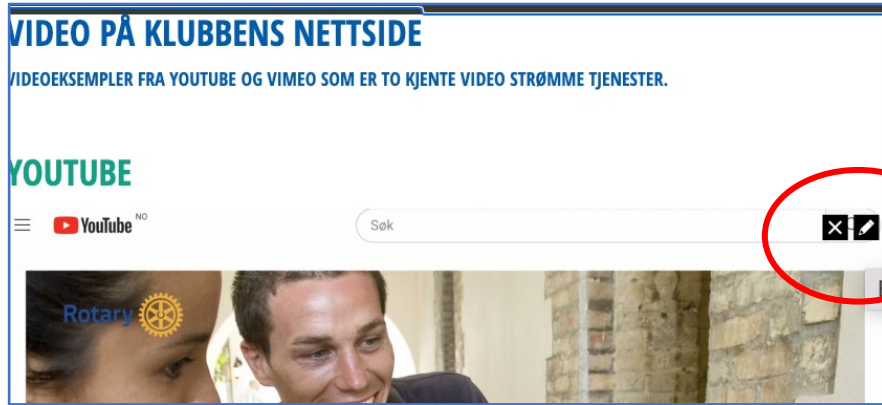 VIDEO PÅ KLUBBENS NETTSIDE
VIDEOEKSEMPLER FRA YOUTUBE OG VIMEO SOM ER TO KJENTE VIDEO STRØMME TJENESTER.
YOUTUBE
YouTube NO Søk
Rotary